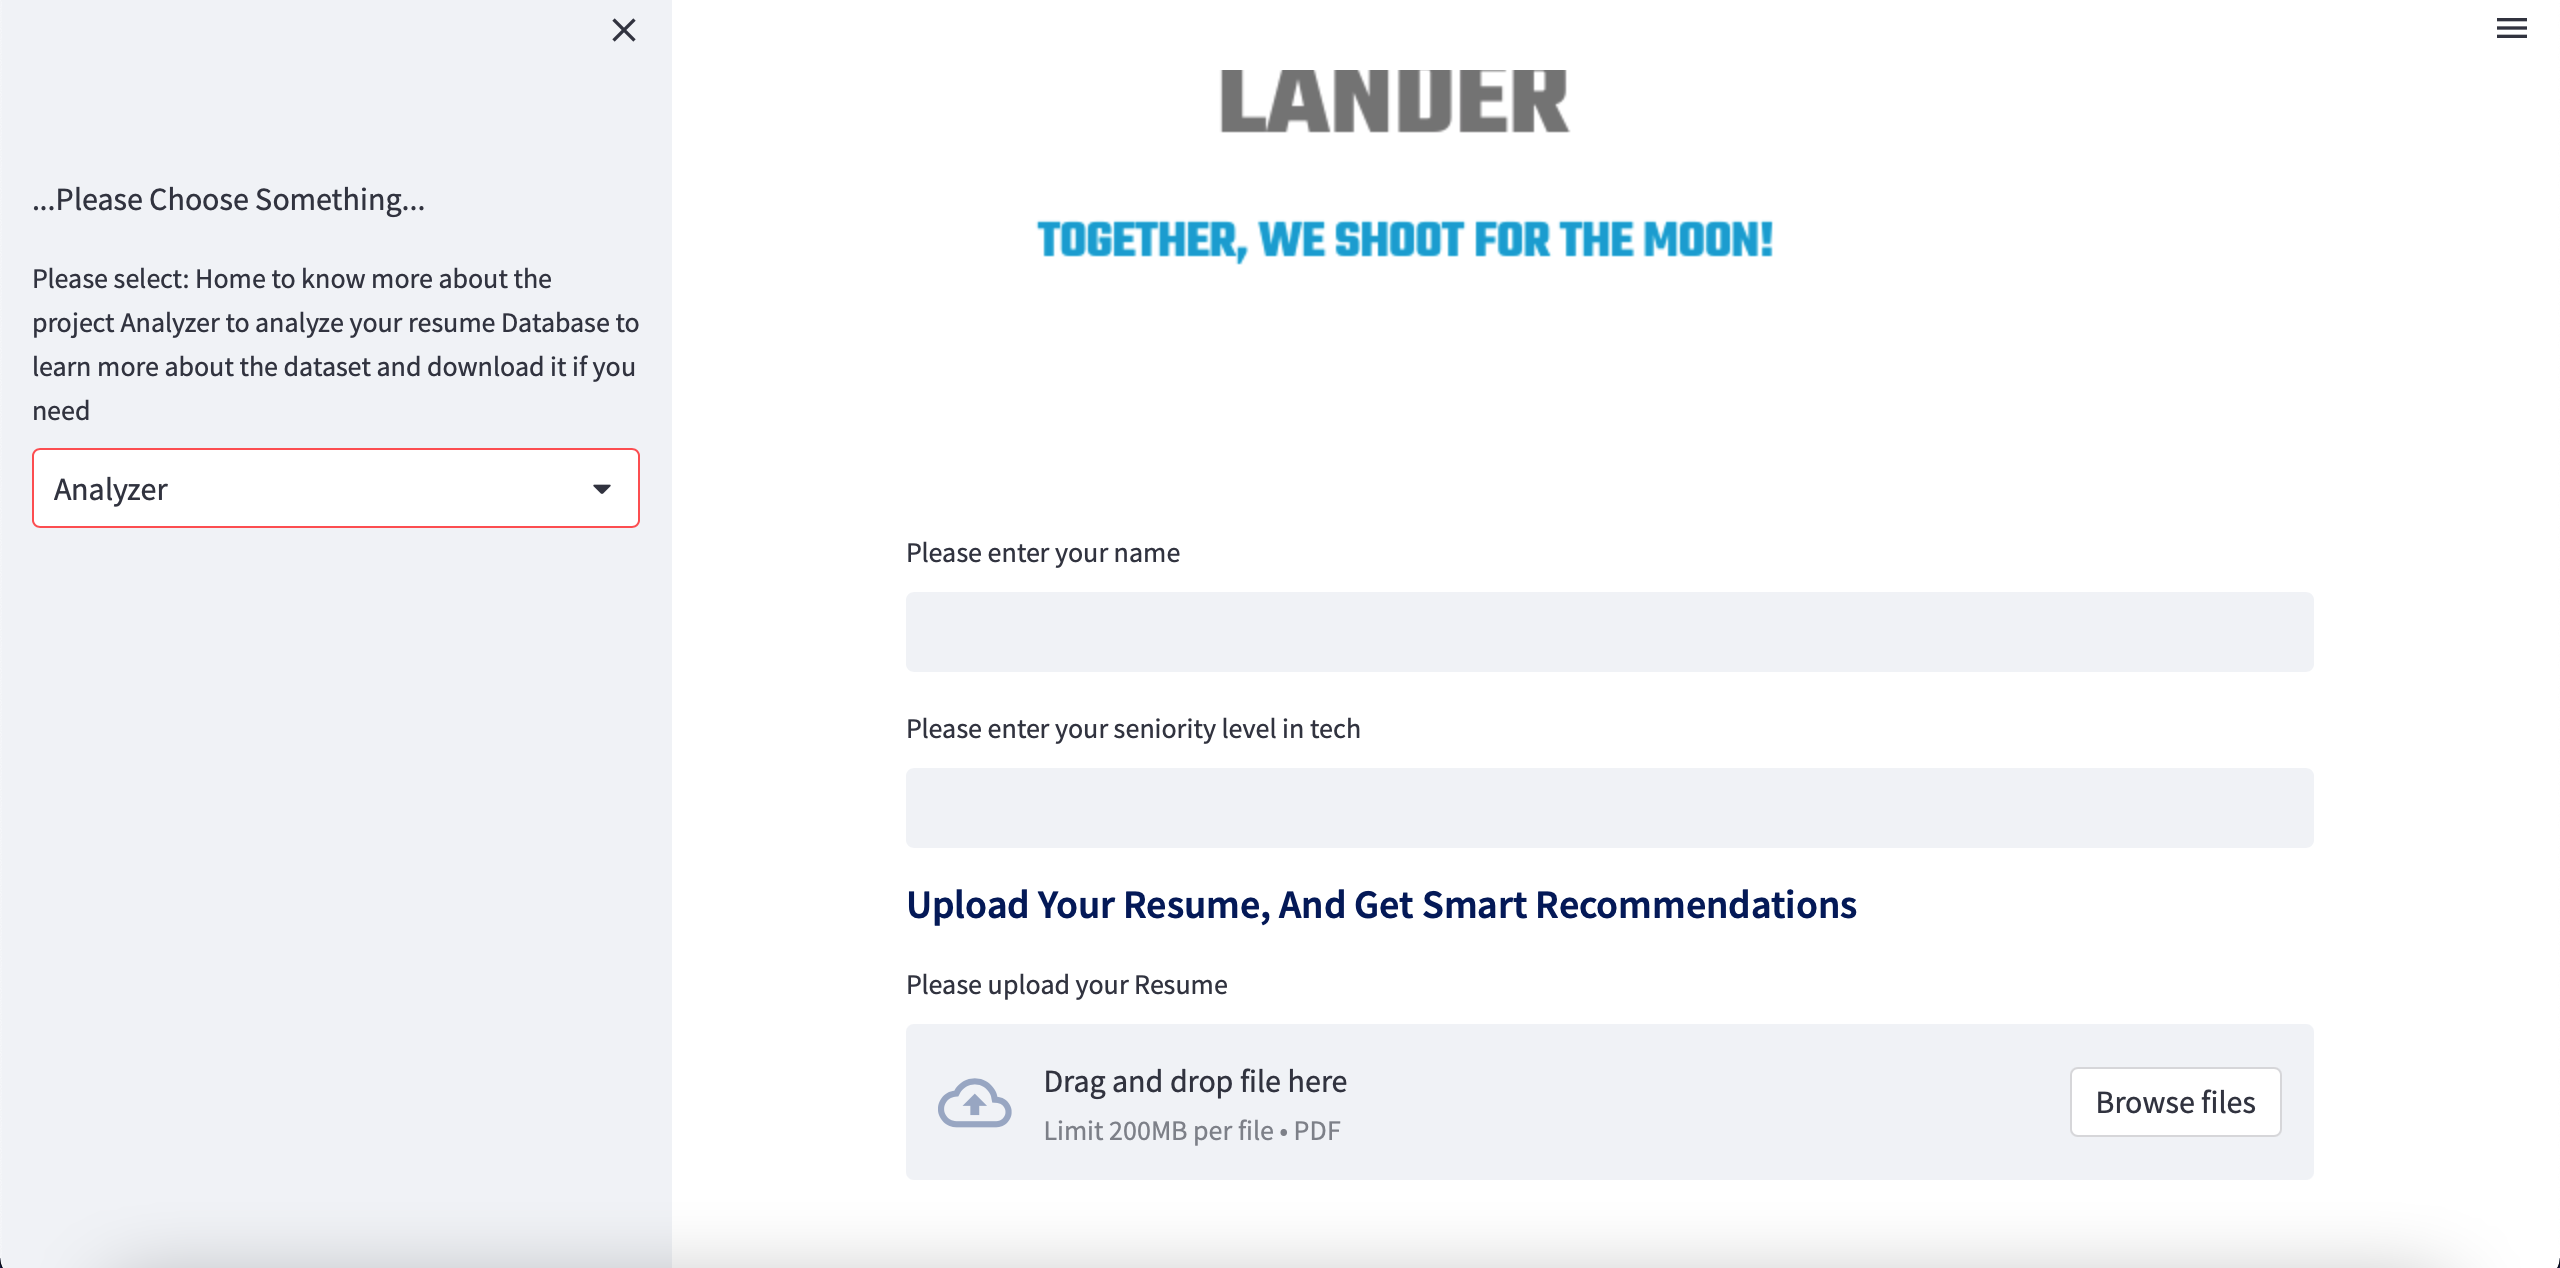 ...Please Choose Something...
Please select: Home to know more about the
project Analyzer to analyze your resume Database to
learn more about the dataset and download it if you
need
Analyzer
LANDER
TOGETHER, WE SHOOT FOR THE MOON!
Please enter your name
Please enter your seniority level in tech
Upload Your Resume, And Get Smart Recommendations
Please upload your Resume
Drag and drop file here
Limit 200MB per file • PDF
Browse files